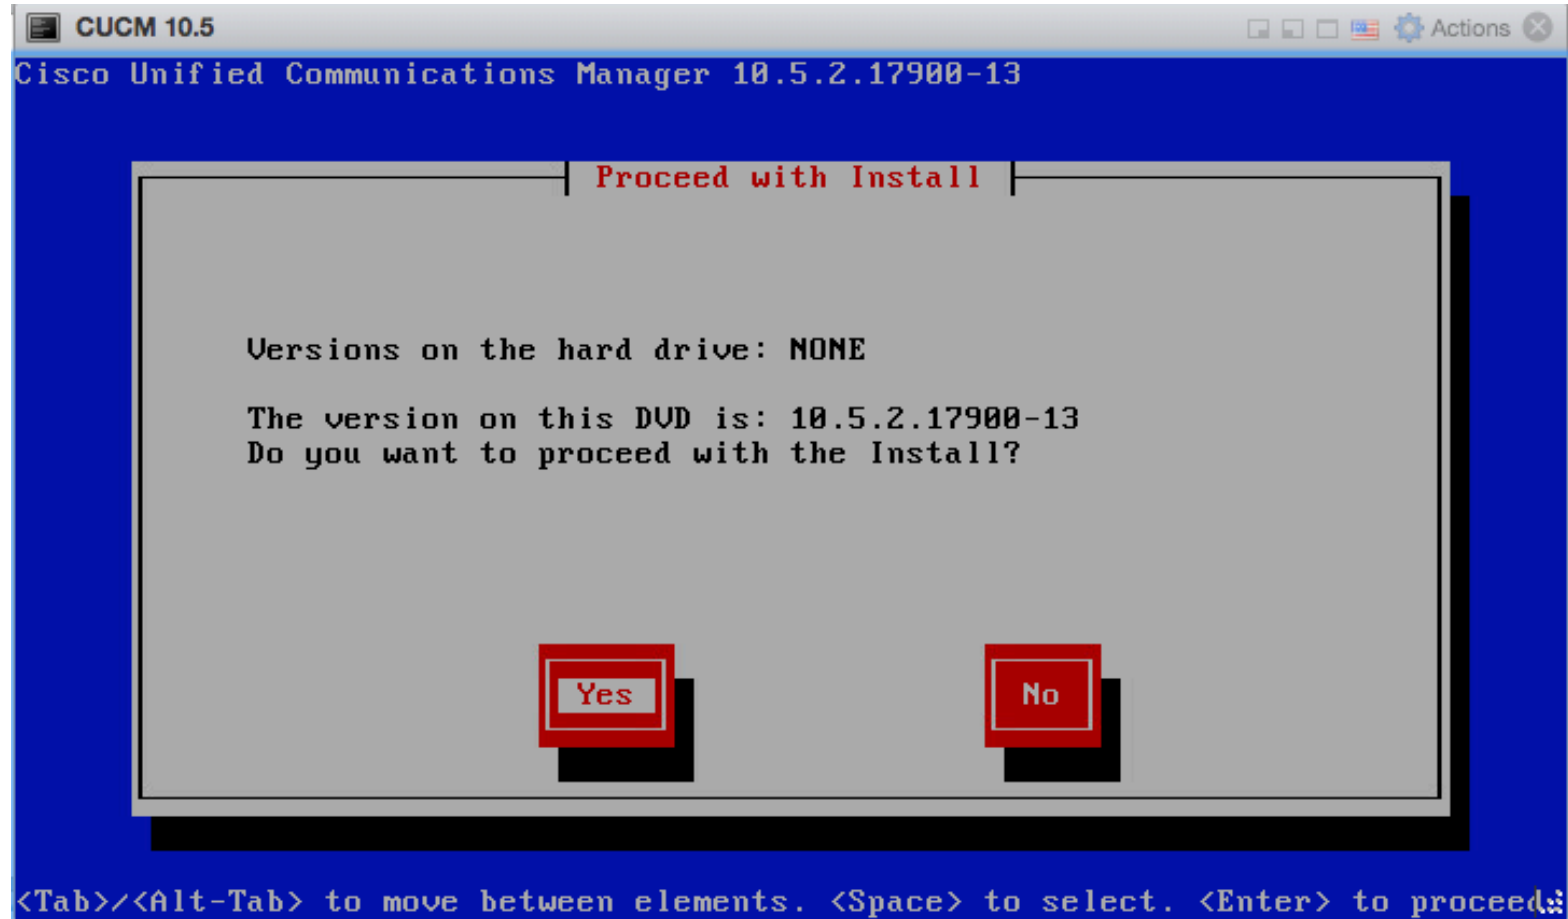 CUCM 10.5
Actions
Cisco Unified Communications Manager 10.5.2.17900-13
Proceed with Install
Versions on the hard drive: NONE
The version on this DVD is: 10.5.2.17900-13
Do you want to proceed with the Install?
Yes
No
<Tab>/<Alt-Tab> to move between elements. <Space> to select. <Enter> to proceed.